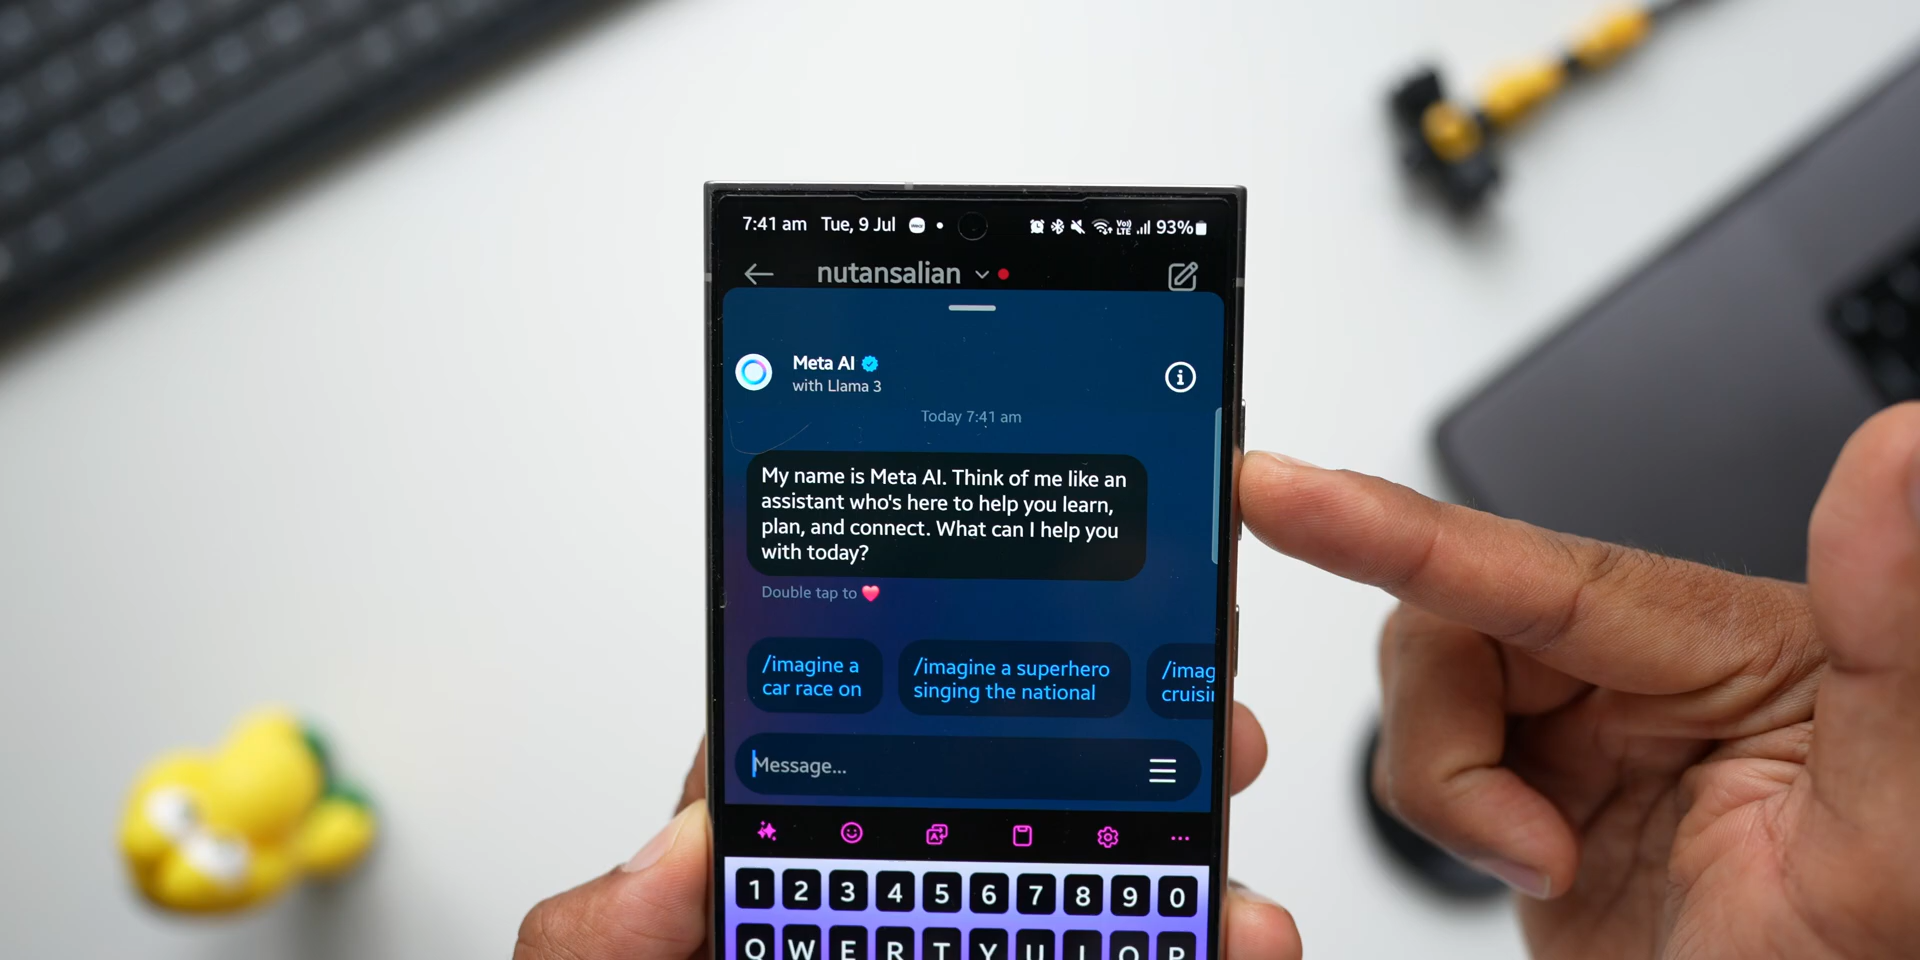 7:41 am Tue, 9 Jul 93%
nutansalian
Meta AI
with Llama 3
Today 7:41 am
My name is Meta AI. Think of me like an
assistant who's here to help you learn,
plan, and connect. What can I help you
with today?
Double tap to ❤
/imagine a
car race on
/imagine a superhero
singing the national
/imag
cruisin
Message...
1 2 3 4 5 6 7 8 9 0
Q W E R T Y U I O P